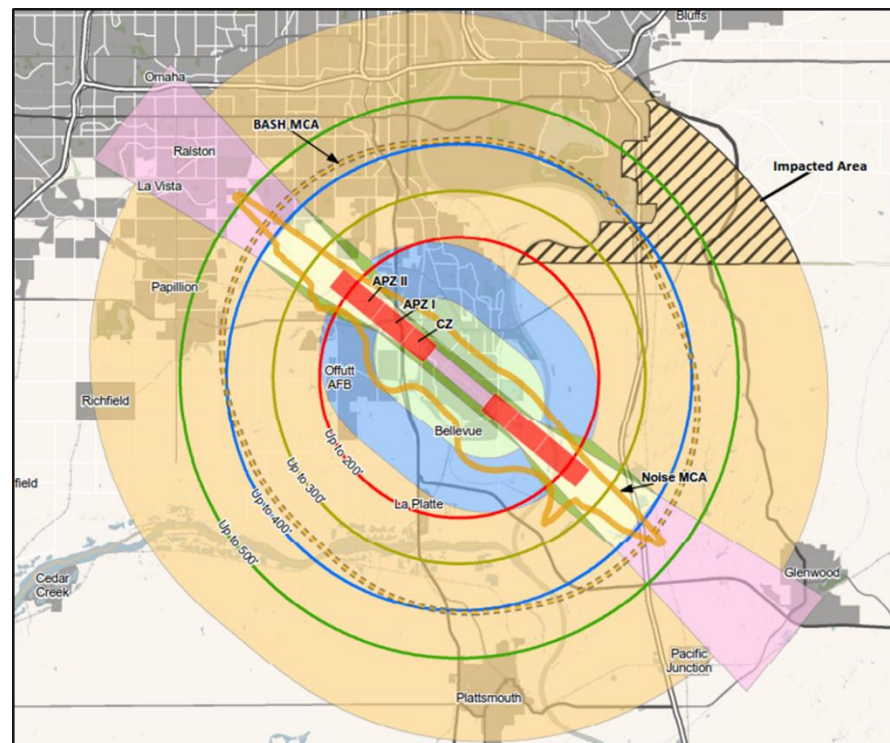 Bluffs
Omaha
BASH MCA
Ralston
Impacted Area
La Vista
Papillion
APZ II
APZ I
CZ
Offutt
AFB
Richfield
Bellevue
Up to 200'
field
Up to 300'
Noise MCA
La Platte
Up to 400'
Up to 500'
Cedar
Creek
Glenwood
Pacific
Junction
Plattsmouth